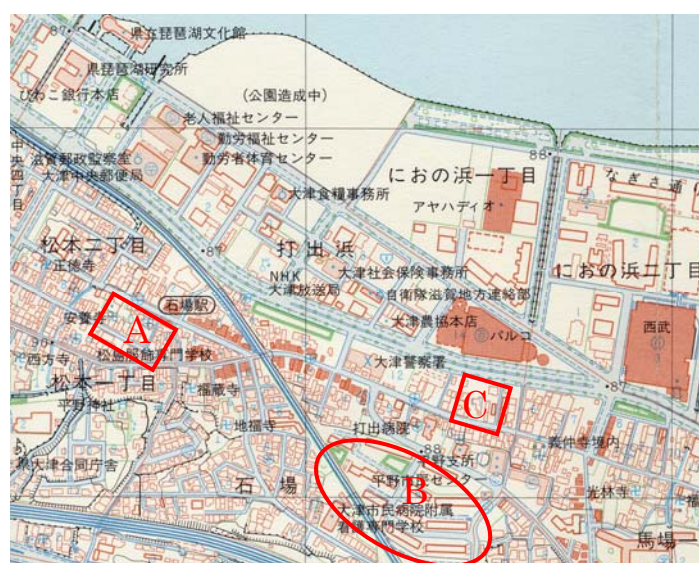 87
県立琵琶湖文化館
県琵琶湖研究所
びわこ銀行本店
(公園造成中)
老人福祉センター
勤労福祉センター
勤労者体育センター
中央四丁目
滋賀郵政監察室
大津中央郵便局
大津食糧事務所
88
におの浜一丁目
アヤハディオ
なぎさ通
松本二丁目
正徳寺
87
打出浜
NHK
大津放送局
大津社会保険事務所
自衛隊滋賀地方連絡部
におの浜二丁目
石場駅
安養寺
A
大津農協本店
パルコ
西武
90
西方寺
松島服飾専門学校
大津警察署
松本一丁目
平野神社
福蔵寺
C
87
地福寺
打出病院
県大津合同庁舎
石場
88
平野支所
平野市民センター
B
義仲寺境内
大津市民病院附属
看護専門学校
光林寺
馬場一